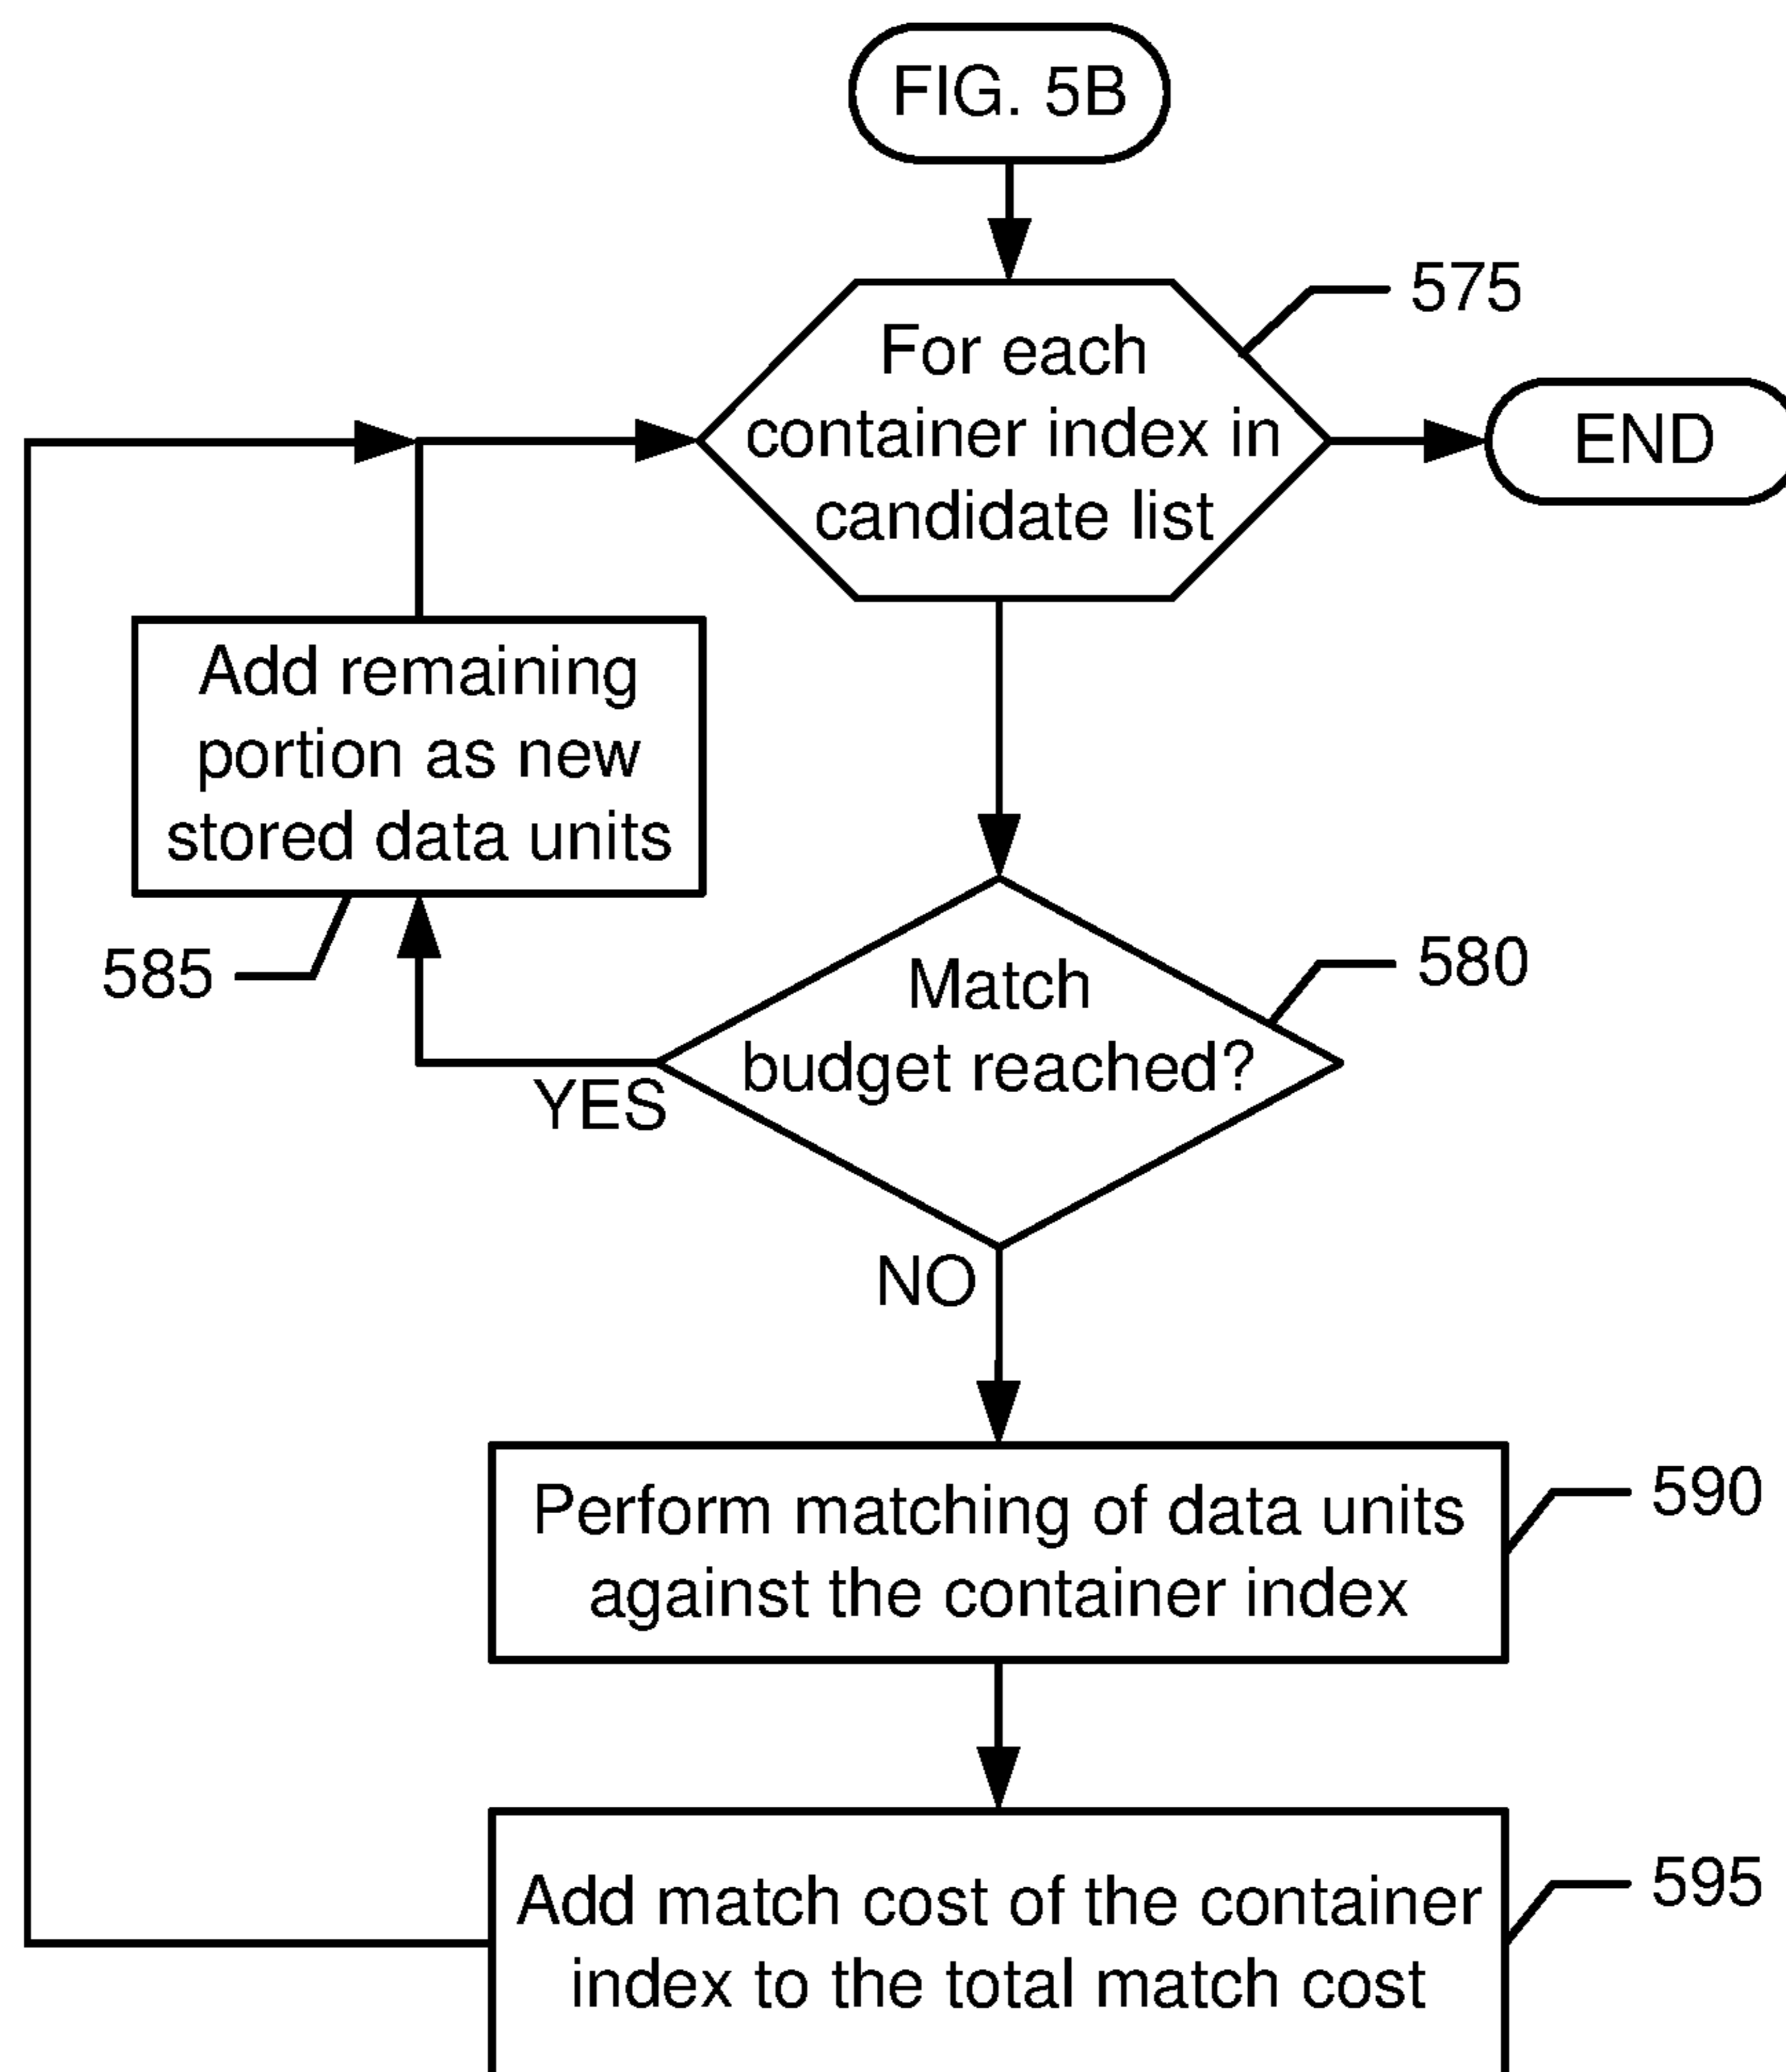 FIG. 5B
For each
container index in
candidate list
575
END
Add remaining
portion as new
stored data units
585
Match
budget reached?
580
YES
NO
Perform matching of data units
against the container index
590
Add match cost of the container
index to the total match cost
595